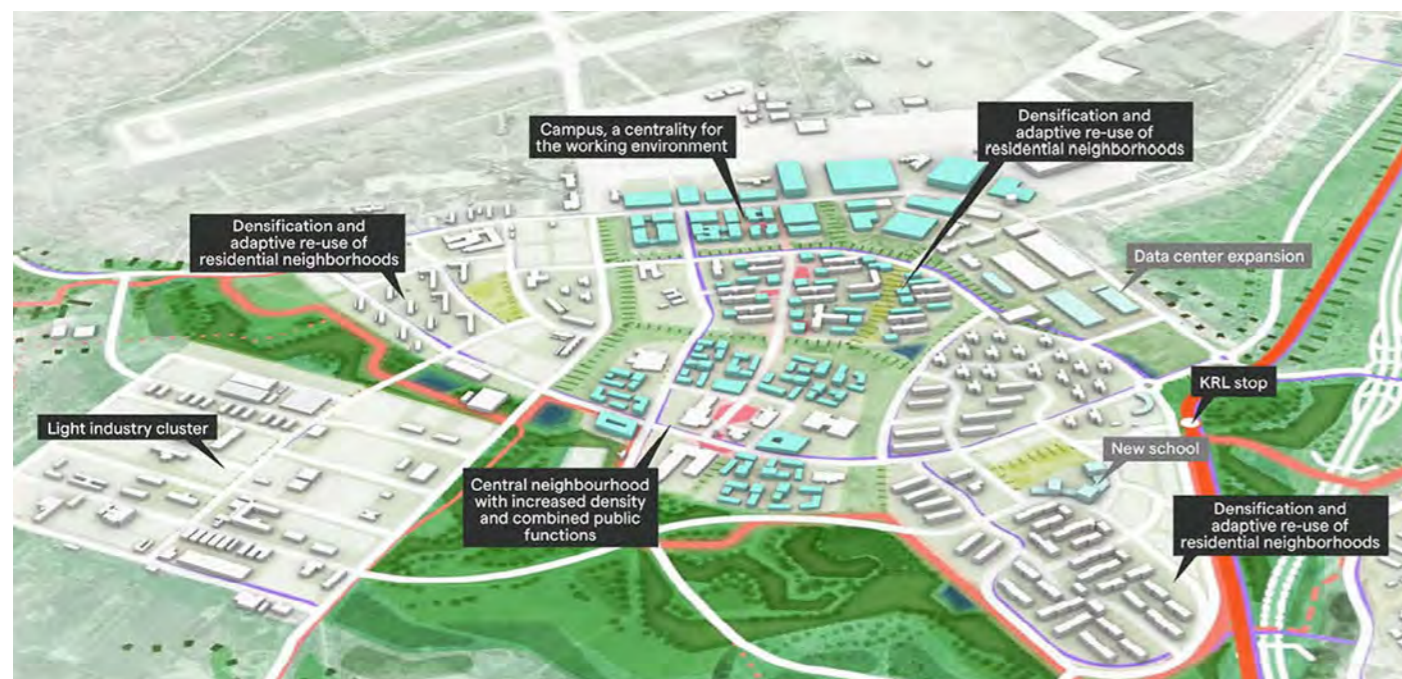 Densification and
adaptive re-use of
residential neighborhoods
Campus, a centrality for
the working environment
Densification and
adaptive re-use of
residential neighborhoods
Data center expansion
KRL stop
Light industry cluster
New school
Central neighbourhood
with increased density
and combined public
functions
Densification and
adaptive re-use of
residential neighborhoods